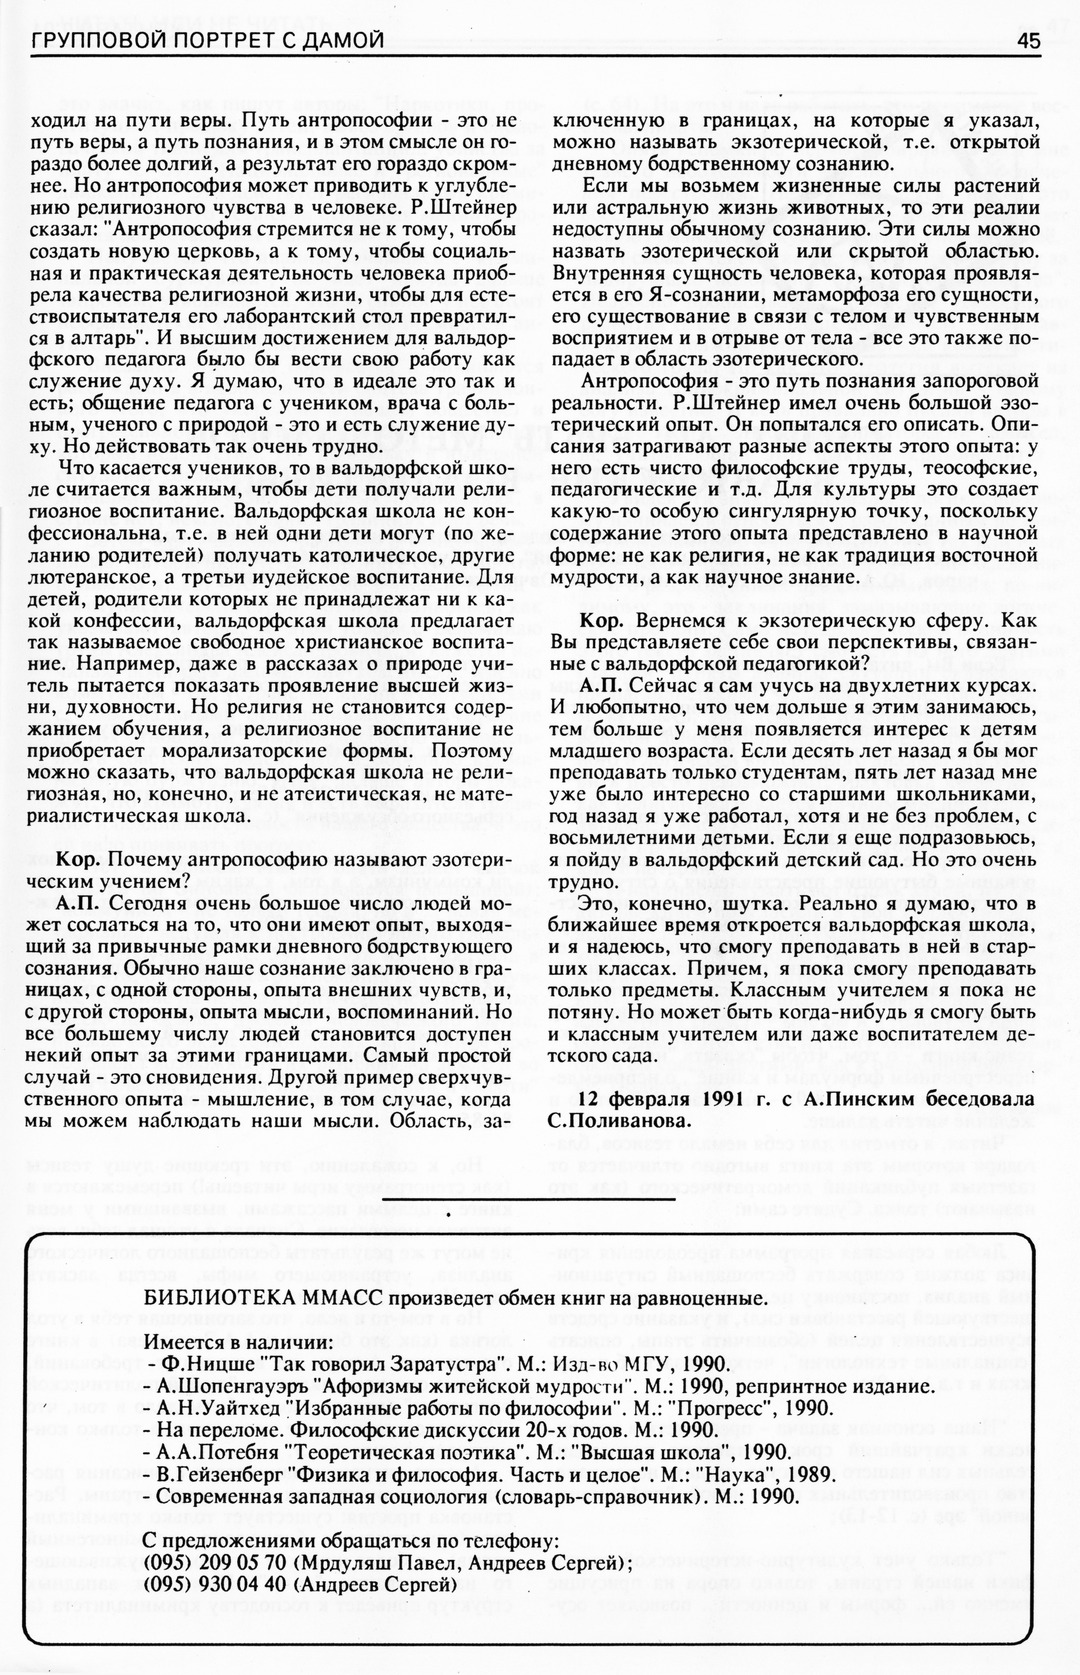 ГРУППОВОЙ ПОРТРЕТ С ДАМОЙ
45
ходил на пути веры. Путь антропософии - это не
путь веры, а путь познания, и в этом смысле он го-
раздо более долгий, а результат его гораздо скром-
нее. Но антропософия может приводить к углубле-
нию религиозного чувства в человеке. Р.Штейнер
сказал: "Антропософия стремится не к тому, чтобы
создать новую церковь, а к тому, чтобы социаль-
ная и практическая деятельность человека приоб-
рела качества религиозной жизни, чтобы для есте-
ствоиспытателя его лаборантский стол превратил-
ся в алтарь". И высшим достижением для вальдор-
фского педагога было бы вести свою работу как
служение духу. Я думаю, что в идеале это так и
есть; общение педагога с учеником, врача с боль-
ным, ученого с природой - это и есть служение ду-
ху. Но действовать так очень трудно.
Что касается учеников, то в вальдорфской шко-
ле считается важным, чтобы дети получали рели-
гиозное воспитание. Вальдорфская школа не кон-
фессиональна, т.е. в ней одни дети могут (по же-
ланию родителей) получать католическое, другие
лютеранское, а третьи иудейское воспитание. Для
детей, родители которых не принадлежат ни к ка-
кой конфессии, вальдорфская школа предлагает
так называемое свободное христианское воспита-
ние. Например, даже в рассказах о природе учи-
тель пытается показать проявление высшей жиз-
ни, духовности. Но религия не становится содер-
жанием обучения, а религиозное воспитание не
приобретает морализаторские формы. Поэтому
можно сказать, что вальдорфская школа не рели-
гиозная, но, конечно, и не атеистическая, не мате-
риалистическая школа.
Кор. Почему антропософию называют эзотери-
ческим учением?
А.П. Сегодня очень большое число людей мо-
жет сослаться на то, что они имеют опыт, выходя-
щий за привычные рамки дневного бодрствующего
сознания. Обычно наше сознание заключено в гра-
ницах, с одной стороны, опыта внешних чувств, и,
с другой стороны, опыта мысли, воспоминаний. Но
все большему числу людей становится доступен
некий опыт за этими границами. Самый простой
случай - это сновидения. Другой пример сверхчув-
ственного опыта - мышление, в том случае, когда
мы можем наблюдать наши мысли. Область, за-
ключенную в границах, на которые я указал,
можно называть экзотерической, т.е. открытой
дневному бодрственному сознанию.
Если мы возьмем жизненные силы растений
или астральную жизнь животных, то эти реалии
недоступны обычному сознанию. Эти силы можно
назвать эзотерической или скрытой областью.
Внутренняя сущность человека, которая проявля-
ется в его Я-сознании, метаморфоза его сущности,
его существование в связи с телом и чувственным
восприятием и в отрыве от тела - все это также по-
падает в область эзотерического.
Антропософия - это путь познания запороговой
реальности. Р.Штейнер имел очень большой эзо-
терический опыт. Он попытался его описать. Опи-
сания затрагивают разные аспекты этого опыта: у
него есть чисто философские труды, теософские,
педагогические и т.д. Для культуры это создает
какую-то особую сингулярную точку, поскольку
содержание этого опыта представлено в научной
форме: не как религия, не как традиция восточной
мудрости, а как научное знание.
Кор. Вернемся к экзотерическую сферу. Как
Вы представляете себе свои перспективы, связан-
ные с вальдорфской педагогикой?
А.П. Сейчас я сам учусь на двухлетних курсах.
И любопытно, что чем дольше я этим занимаюсь,
тем больше у меня появляется интерес к детям
младшего возраста. Если десять лет назад я бы мог
преподавать только студентам, пять лет назад мне
уже было интересно со старшими школьниками,
год назад я уже работал, хотя и не без проблем, с
восьмилетними детьми. Если я еще подразовьюсь,
я пойду в вальдорфский детский сад. Но это очень
трудно.
Это, конечно, шутка. Реально я думаю, что в
ближайшее время откроется вальдорфская школа,
и я надеюсь, что смогу преподавать в ней в стар-
ших классах. Причем, я пока смогу преподавать
только предметы. Классным учителем я пока не
потяну. Но может быть когда-нибудь я смогу быть
и классным учителем или даже воспитателем де-
тского сада.
12 февраля 1991 г. с А.Пинским беседовала
С.Поливанова.
БИБЛИОТЕКА ММАСС произведет обмен книг на равноценные.
Имеется в наличии:
- Ф.Ницше "Так говорил Заратустра". М.: Изд-во МГУ, 1990.
- А.Шопенгауэръ "Афоризмы житейской мудрости". М.: 1990, репринтное издание.
- А.Н.Уайтхед "Избранные работы по философии". М.: "Прогресс", 1990.
- На переломе. Философские дискуссии 20-х годов. М.: 1990.
- А.А.Потебня "Теоретическая поэтика". М.: "Высшая школа", 1990.
- В.Гейзенберг "Физика и философия. Часть и целое". М.: "Наука", 1989.
- Современная западная социология (словарь-справочник). М.: 1990.
С предложениями обращаться по телефону:
(095) 209 05 70 (Мрдуляш Павел, Андреев Сергей);
(095) 930 04 40 (Андреев Сергей)